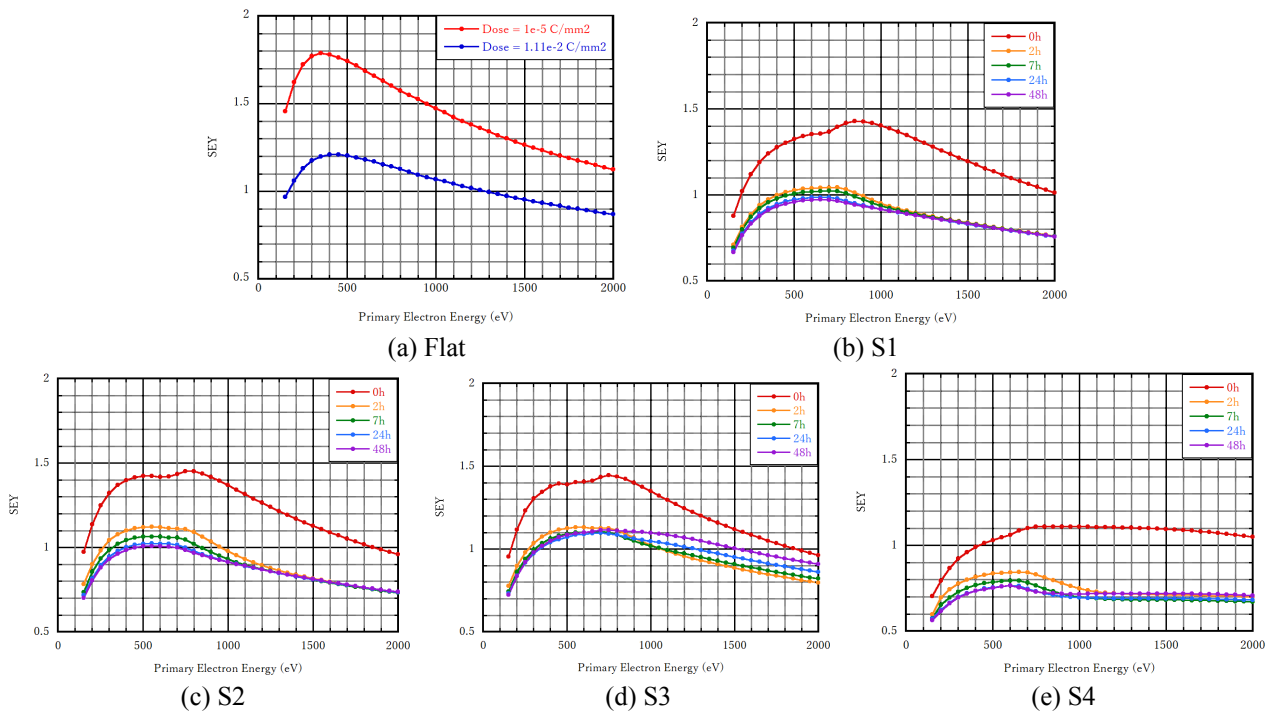 2
1.5
1
0.5
SEY
0
500
1000
1500
2000
Primary Electron Energy (eV)
Dose = 1e-5 C/mm2
Dose = 1.11e-2 C/mm2
(a) Flat
2
1.5
1
0.5
SEY
0
500
1000
1500
2000
Primary Electron Energy (eV)
0h
2h
7h
24h
48h
(b) S1
2
1.5
1
0.5
SEY
0
500
1000
1500
2000
Primary Electron Energy (eV)
0h
2h
7h
24h
48h
(c) S2
2
1.5
1
0.5
SEY
0
500
1000
1500
2000
Primary Electron Energy (eV)
0h
2h
7h
24h
48h
(d) S3
2
1.5
1
0.5
SEY
0
500
1000
1500
2000
Primary Electron Energy (eV)
0h
2h
7h
24h
48h
(e) S4